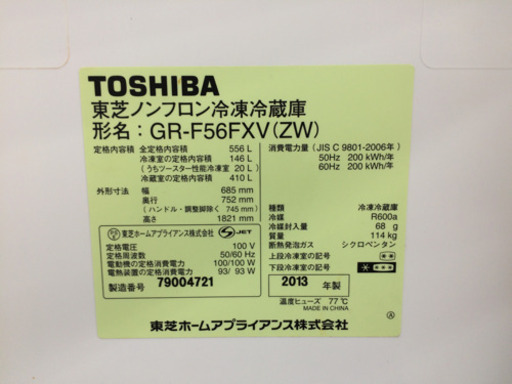 TOSHIBA
東芝ノンフロン冷凍冷蔵庫
形名：GR-F56FXV(ZW)
定格内容積 全定格内容積 556 L
冷凍室の定格内容積 146 L
(うちツースター性能冷凍室 20 L)
冷蔵室の定格内容積 410 L
外形寸法 幅 685 mm
奥行 752 mm
(ハンドル・調整脚除く 745 mm)
高さ 1821 mm
東芝ホームアプライアンス株式会社 S-JET
定格電圧 100 V
定格周波数 50/60 Hz
電動機の定格消費電力 100/100 W
電熱装置の定格消費電力 93/ 93 W
製造番号 79004721
消費電力量 (JIS C 9801-2006年)
50Hz 200 kWh/年
60Hz 200 kWh/年
種類 冷凍冷蔵庫
冷媒 R600a
冷媒封入量 68 g
質量 114 kg
断熱発泡ガス シクロペンタン
上段冷凍室の記号
下段冷凍室の記号
2013 年製
温度ヒューズ 77℃
MADE IN CHINA
東芝ホームアプライアンス株式会社
Ⓐ